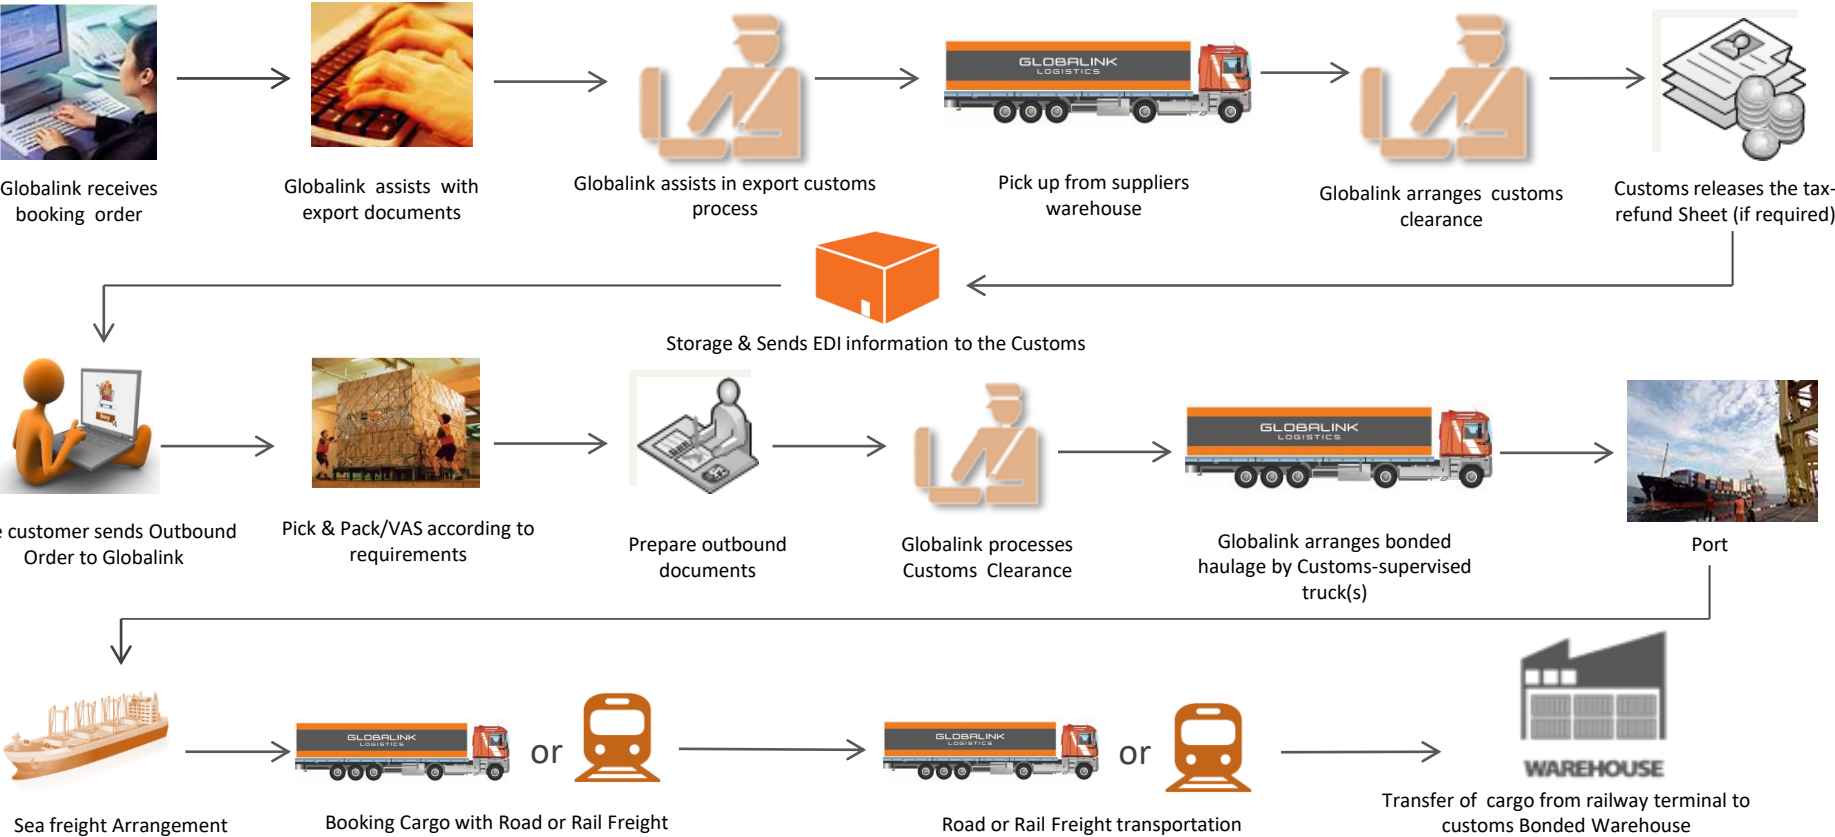 GLOBALINK
LOGISTICS
Globalink receives
booking order
Globalink assists with
export documents
Globalink assists in export customs
process
Pick up from suppliers
warehouse
Globalink arranges customs
clearance
Customs releases the tax-
refund Sheet (if required)
Storage & Sends EDI information to the Customs
GLOBALINK
LOGISTICS
customer sends Outbound
Order to Globalink
Pick & Pack/VAS according to
requirements
Prepare outbound
documents
Globalink processes
Customs Clearance
Globalink arranges bonded
haulage by Customs-supervised
truck(s)
Port
GLOBALINK
LOGISTICS
or
GLOBALINK
LOGISTICS
or
WAREHOUSE
Sea freight Arrangement
Booking Cargo with Road or Rail Freight
Road or Rail Freight transportation
Transfer of cargo from railway terminal to
customs Bonded Warehouse